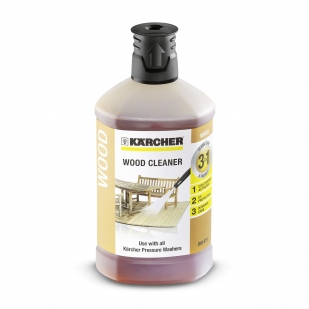 KÄRCHER
WOOD
WOOD CLEANER
3in1
1
2
3
Use with all
Kärcher Pressure Washers